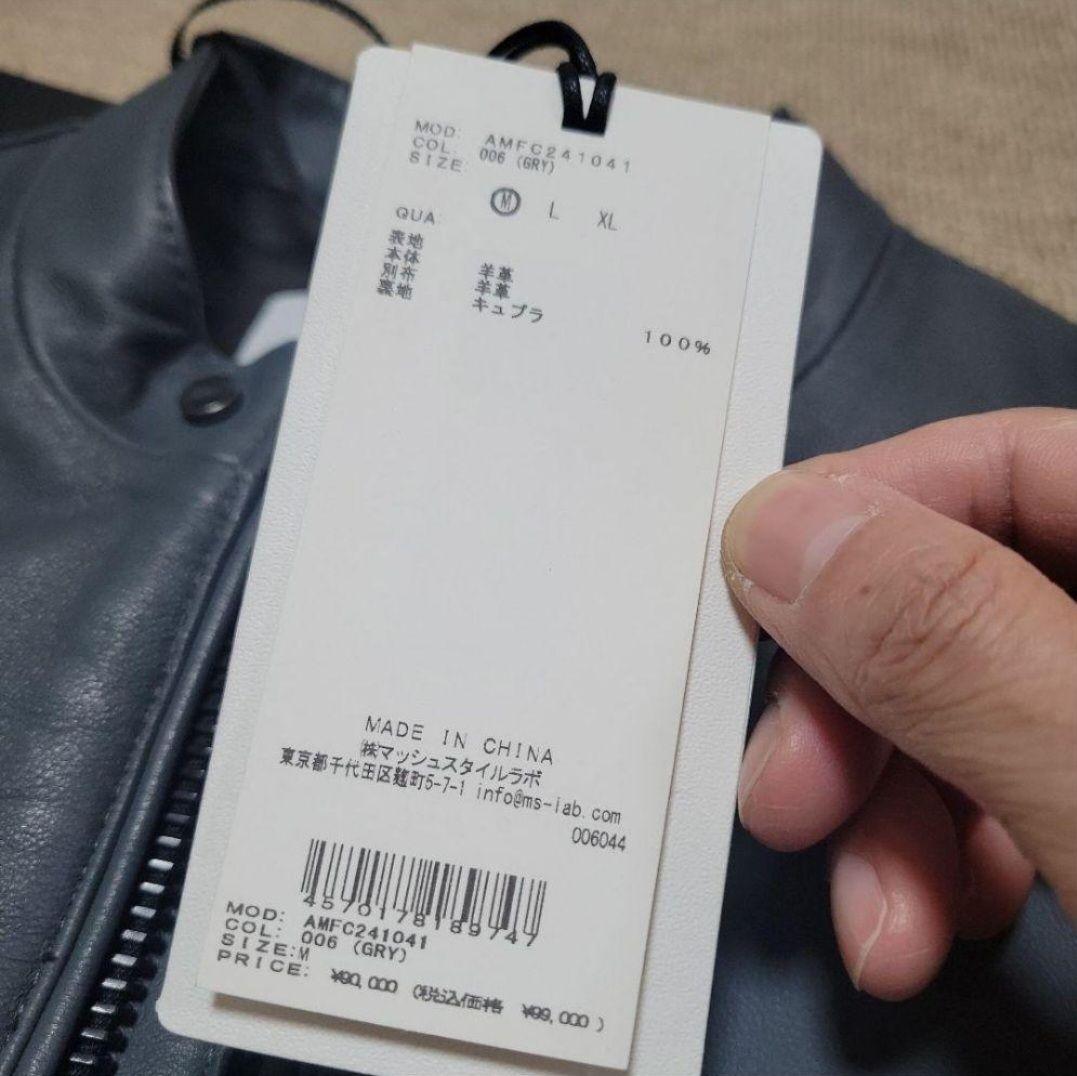 MOD: AMFC241041
COL. 006 (GRY)
SIZE:
M L XL
QUA
表地
本体 羊革
別布 羊革
裏地 キュプラ
100%
MADE IN CHINA
㈱マッシュスタイルラボ
東京都千代田区麹町5-7-1 info@ms-lab.com
006044
4570178189747
MOD: AMFC241041
COL: 006 (GRY)
SIZE:M
PRICE: ¥90,000 (税込価格 ¥99,000 )